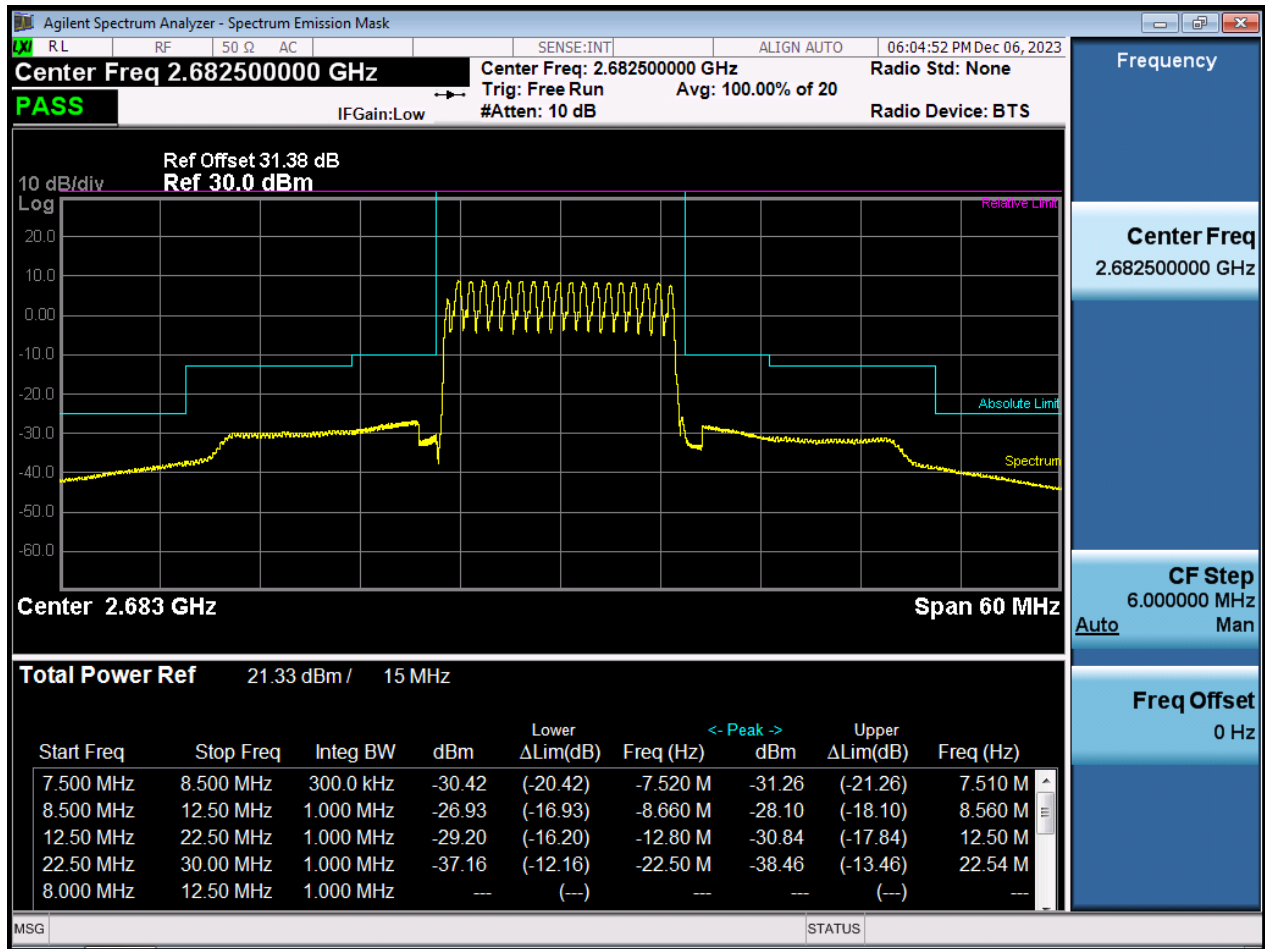 Agilent Spectrum Analyzer - Spectrum Emission Mask
LXI RL RF 50 Ω AC SENSE:INT ALIGN AUTO 06:04:52 PM Dec 06, 2023
Center Freq 2.682500000 GHz
Center Freq: 2.682500000 GHz
Radio Std: None
Trig: Free Run Avg: 100.00% of 20
PASS
IFGain:Low
#Atten: 10 dB
Radio Device: BTS
Ref Offset 31.38 dB
10 dB/div Ref 30.0 dBm
Log
Relative Limit
20.0
10.0
0.00
-10.0
-20.0
Absolute Limit
-30.0
Spectrum
-40.0
-50.0
-60.0
Center 2.683 GHz Span 60 MHz
Total Power Ref 21.33 dBm / 15 MHz
Lower <- Peak -> Upper
Start Freq Stop Freq Integ BW dBm ΔLim(dB) Freq (Hz) dBm ΔLim(dB) Freq (Hz)
7.500 MHz 8.500 MHz 300.0 kHz -30.42 (-20.42) -7.520 M -31.26 (-21.26) 7.510 M
8.500 MHz 12.50 MHz 1.000 MHz -26.93 (-16.93) -8.660 M -28.10 (-18.10) 8.560 M
12.50 MHz 22.50 MHz 1.000 MHz -29.20 (-16.20) -12.80 M -30.84 (-17.84) 12.50 M
22.50 MHz 30.00 MHz 1.000 MHz -37.16 (-12.16) -22.50 M -38.46 (-13.46) 22.54 M
8.000 MHz 12.50 MHz 1.000 MHz --- (---) --- --- (---) ---
MSG STATUS
Frequency
Center Freq
2.682500000 GHz
CF Step
6.000000 MHz
Auto Man
Freq Offset
0 Hz